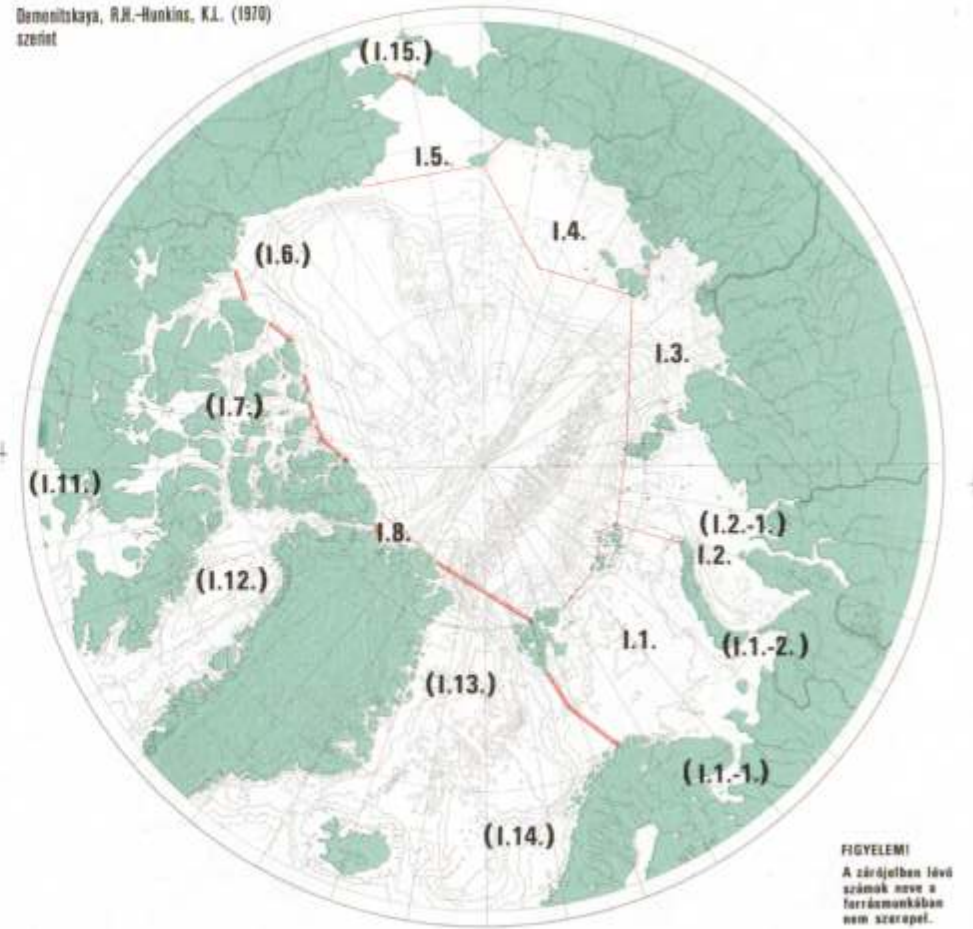 Demenitskaya, R.M.-Hunkins, K.L. (1970)
szerint
(I.15.)
I.5.
I.4.
(I.6.)
I.3.
(I.7.)
(I.11.)
(I.2.-1.)
I.8.
I.2.
(I.12.)
I.1.
(I.1.-2.)
(I.13.)
(I.1.-1.)
(I.14.)
FIGYELEM!
A zárójelben lévő
számok neve a
forrásmunkában
nem szerepel.